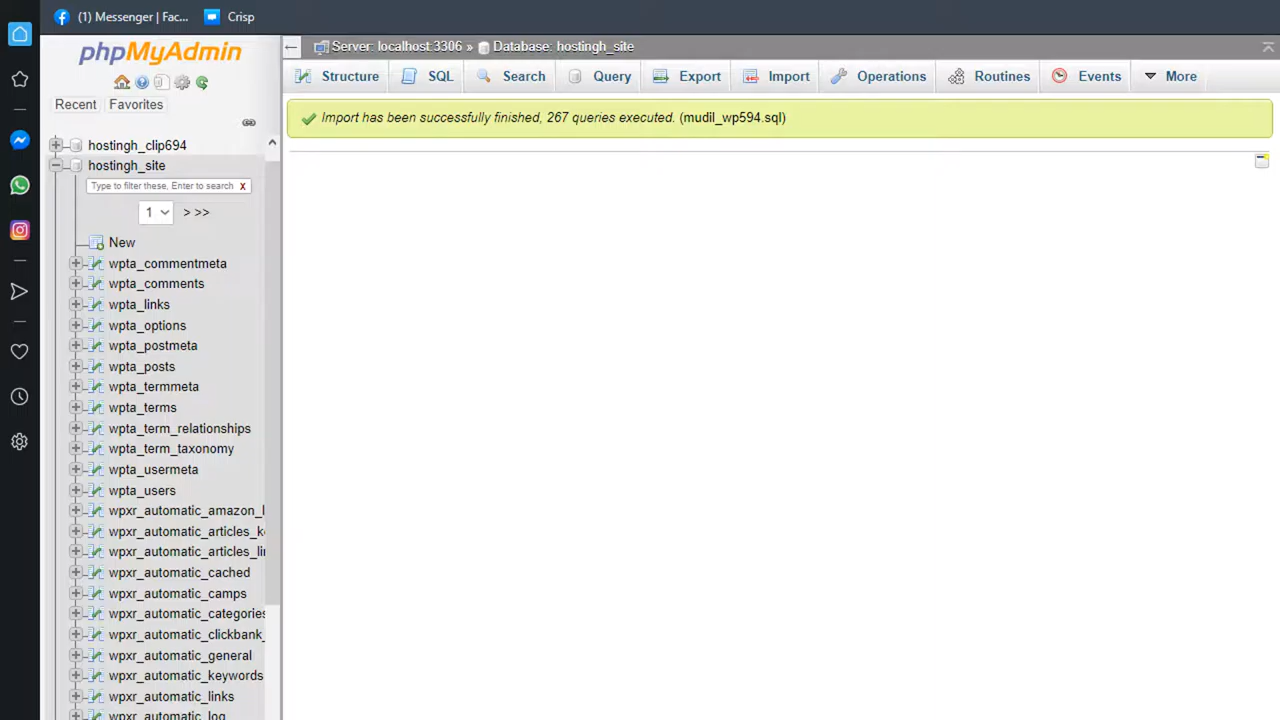 (1) Messenger | Fac...
Crisp
phpMyAdmin
Recent
Favorites
hostingh_clip694
hostingh_site
Type to filter these, Enter to search
X
1
> >>
New
wpta_commentmeta
wpta_comments
wpta_links
wpta_options
wpta_postmeta
wpta_posts
wpta_termmeta
wpta_terms
wpta_term_relationships
wpta_term_taxonomy
wpta_usermeta
wpta_users
wpxr_automatic_amazon_l
wpxr_automatic_articles_k
wpxr_automatic_articles_li
wpxr_automatic_cached
wpxr_automatic_camps
wpxr_automatic_categories
wpxr_automatic_clickbank_
wpxr_automatic_general
wpxr_automatic_keywords
wpxr_automatic_links
wpxr_automatic_log
Server: localhost:3306 » Database: hostingh_site
Structure
SQL
Search
Query
Export
Import
Operations
Routines
Events
More
Import has been successfully finished, 267 queries executed. (mudil_wp594.sql)